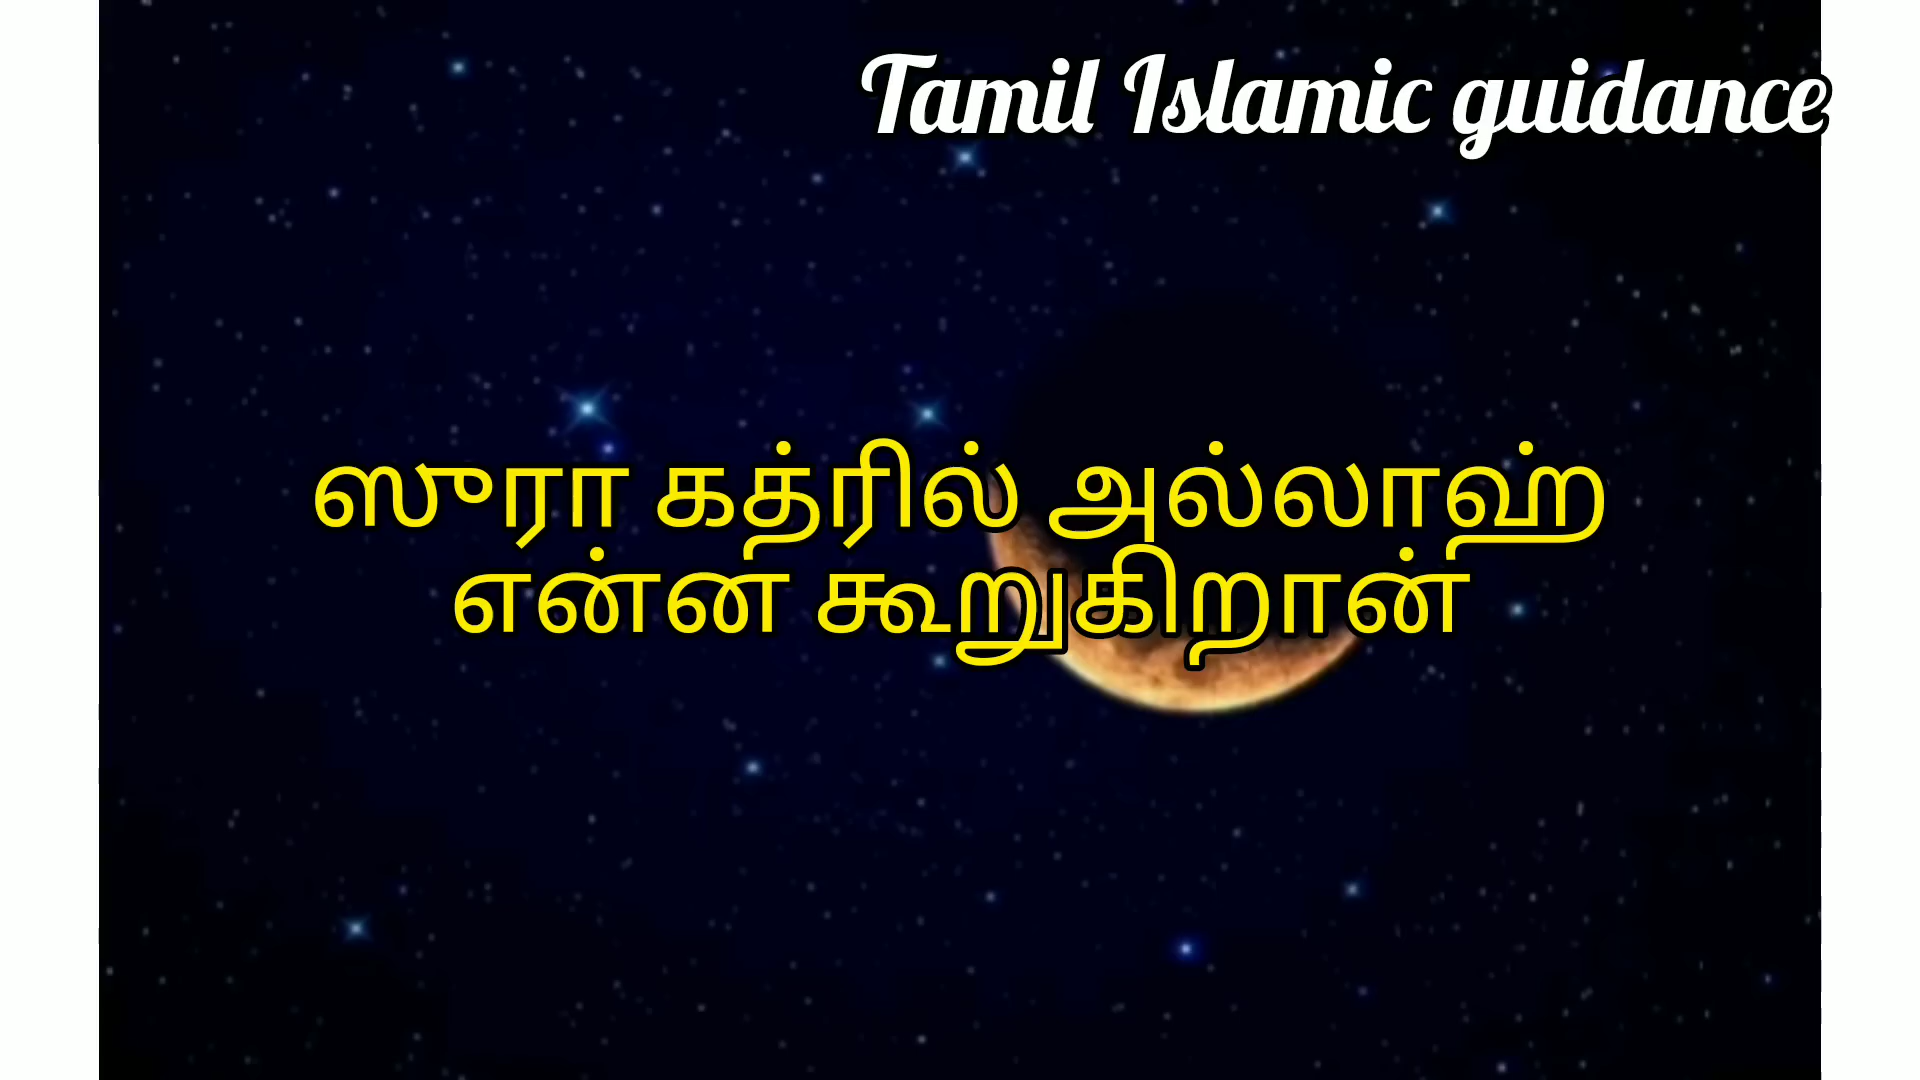 Tamil Islamic guidance
ஸுரா கத்ரில் அல்லாஹ்
என்ன கூறுகிறான்